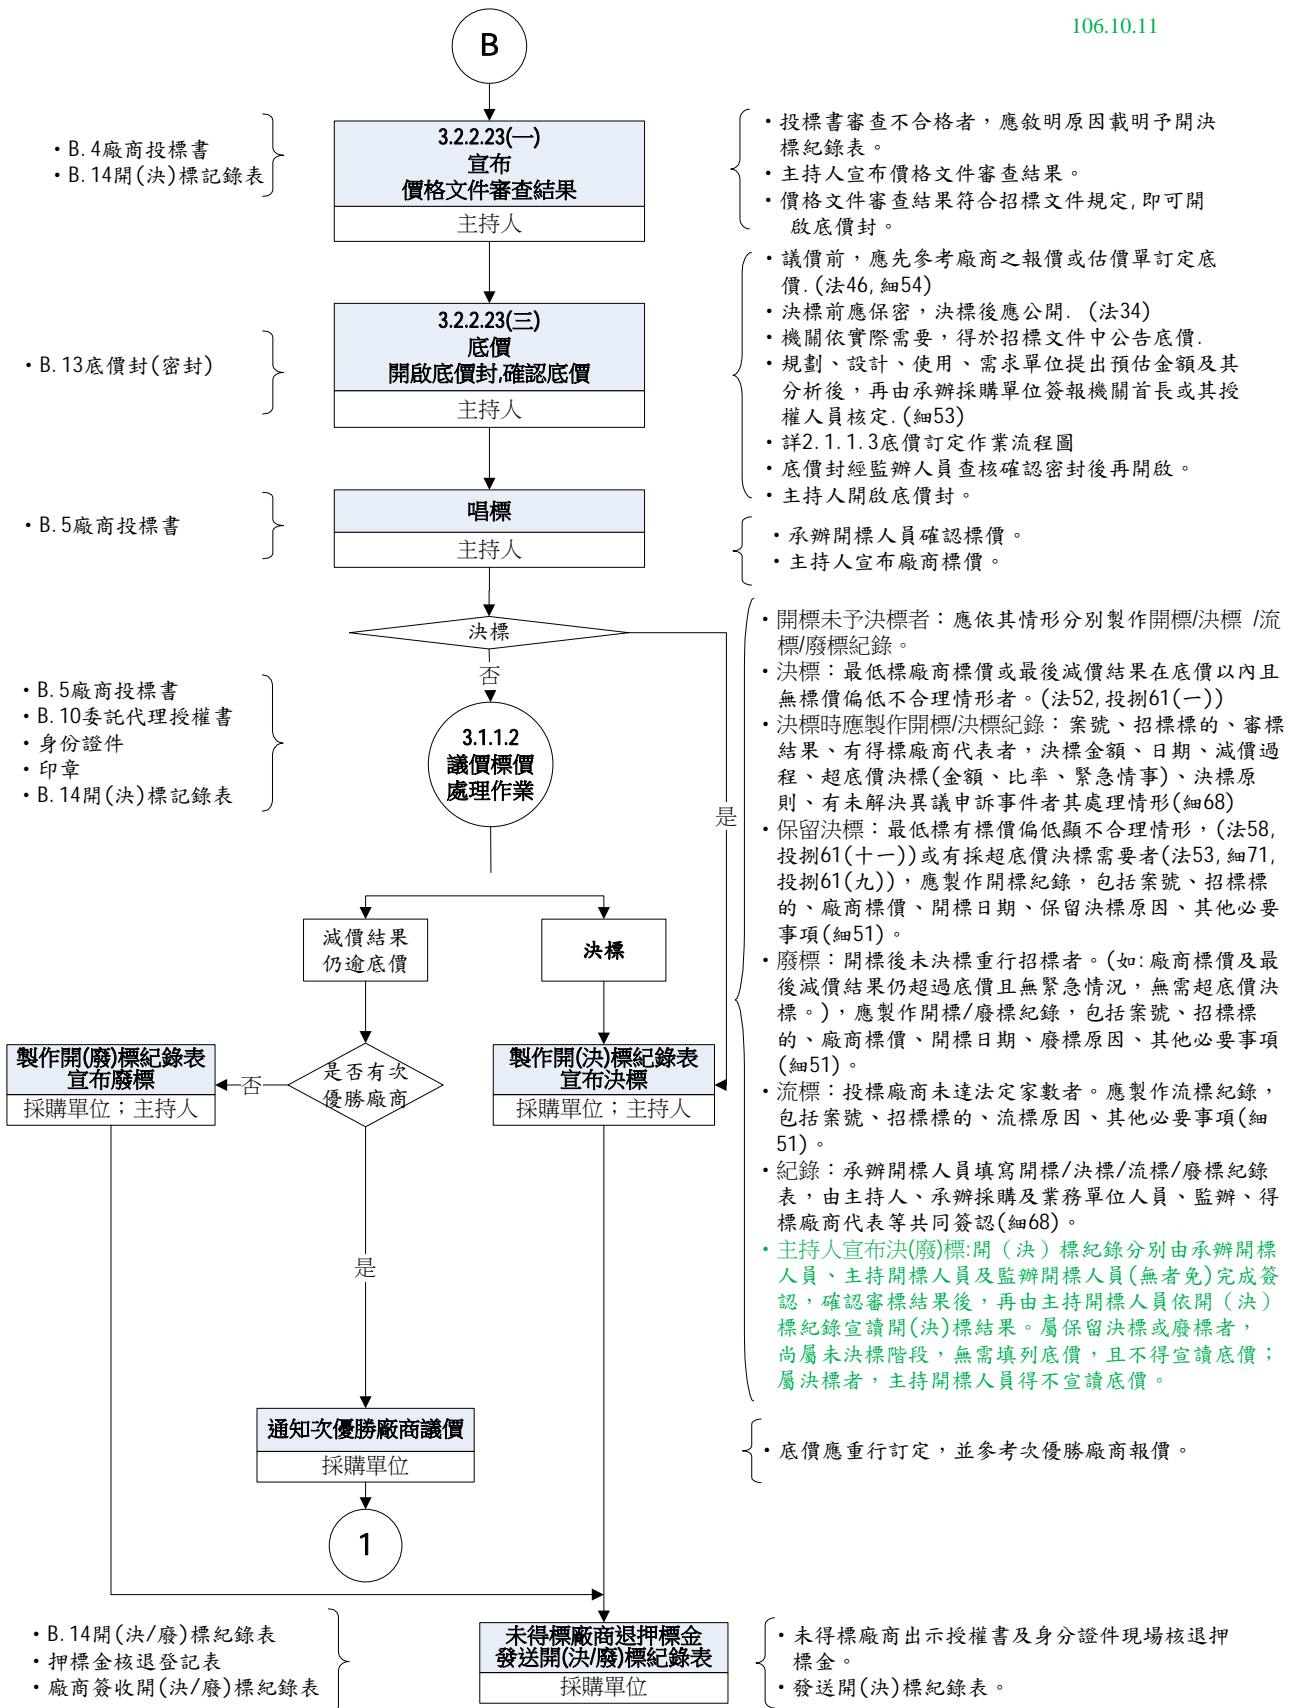 106.10.11
B
・B.4廠商投標書
・B.14開(決)標記錄表
3.2.2.23(一)
宣布
價格文件審查結果
主持人
・投標書審查不合格者，應敘明原因載明予開決
標紀錄表。
・主持人宣布價格文件審查結果。
・價格文件審查結果符合招標文件規定,即可開
啟底價封。
・B.13底價封(密封)
3.2.2.23(三)
底價
開啟底價封,確認底價
主持人
・議價前，應先參考廠商之報價或估價單訂定底
價.(法46,細54)
・決標前應保密，決標後應公開. (法34)
・機關依實際需要，得於招標文件中公告底價.
・規劃、設計、使用、需求單位提出預估金額及其
分析後，再由承辦採購單位簽報機關首長或其授
權人員核定.(細53)
・詳2.1.1.3底價訂定作業流程圖
・底價封經監辦人員查核確認密封後再開啟。
・主持人開啟底價封。
・B.5廠商投標書
唱標
主持人
・承辦開標人員確認標價。
・主持人宣布廠商標價。
決標
否
是
・B.5廠商投標書
・B.10委託代理授權書
・身份證件
・印章
・B.14開(決)標記錄表
3.1.1.2
議價標價
處理作業
減價結果
仍逾底價
決標
製作開(廢)標紀錄表
宣布廢標
採購單位；主持人
否
是否有次
優勝廠商
製作開(決)標紀錄表
宣布決標
採購單位；主持人
是
・開標未予決標者：應依其情形分別製作開標/決標 /流
標/廢標紀錄。
・決標：最低標廠商標價或最後減價結果在底價以內且
無標價偏低不合理情形者。(法52,投捌61(一))
・決標時應製作開標/決標紀錄：案號、招標標的、審標
結果、有得標廠商代表者，決標金額、日期、減價過
程、超底價決標(金額、比率、緊急情事)、決標原
則、有未解決異議申訴事件者其處理情形(細68)
・保留決標：最低標有標價偏低顯不合理情形，(法58,
投捌61(十一))或有採超底價決標需要者(法53,細71,
投捌61(九))，應製作開標紀錄，包括案號、招標標
的、廠商標價、開標日期、保留決標原因、其他必要
事項(細51)。
・廢標：開標後未決標重行招標者。(如:廠商標價及最
後減價結果仍超過底價且無緊急情況，無需超底價決
標。)，應製作開標/廢標紀錄，包括案號、招標標
的、廠商標價、開標日期、廢標原因、其他必要事項
(細51)。
・流標：投標廠商未達法定家數者。應製作流標紀錄，
包括案號、招標標的、流標原因、其他必要事項(細
51)。
・紀錄：承辦開標人員填寫開標/決標/流標/廢標紀錄
表，由主持人、承辦採購及業務單位人員、監辦、得
標廠商代表等共同簽認(細68)。
・主持人宣布決(廢)標:開（決）標紀錄分別由承辦開標
人員、主持開標人員及監辦開標人員(無者免)完成簽
認，確認審標結果後，再由主持開標人員依開（決）
標紀錄宣讀開(決)標結果。屬保留決標或廢標者，
尚屬未決標階段，無需填列底價，且不得宣讀底價；
屬決標者，主持開標人員得不宣讀底價。
通知次優勝廠商議價
採購單位
・底價應重行訂定，並參考次優勝廠商報價。
1
・B.14開(決/廢)標紀錄表
・押標金核退登記表
・廠商簽收開(決/廢)標紀錄表
未得標廠商退押標金
發送開(決/廢)標紀錄表
採購單位
・未得標廠商出示授權書及身分證件現場核退押
標金。
・發送開(決)標紀錄表。